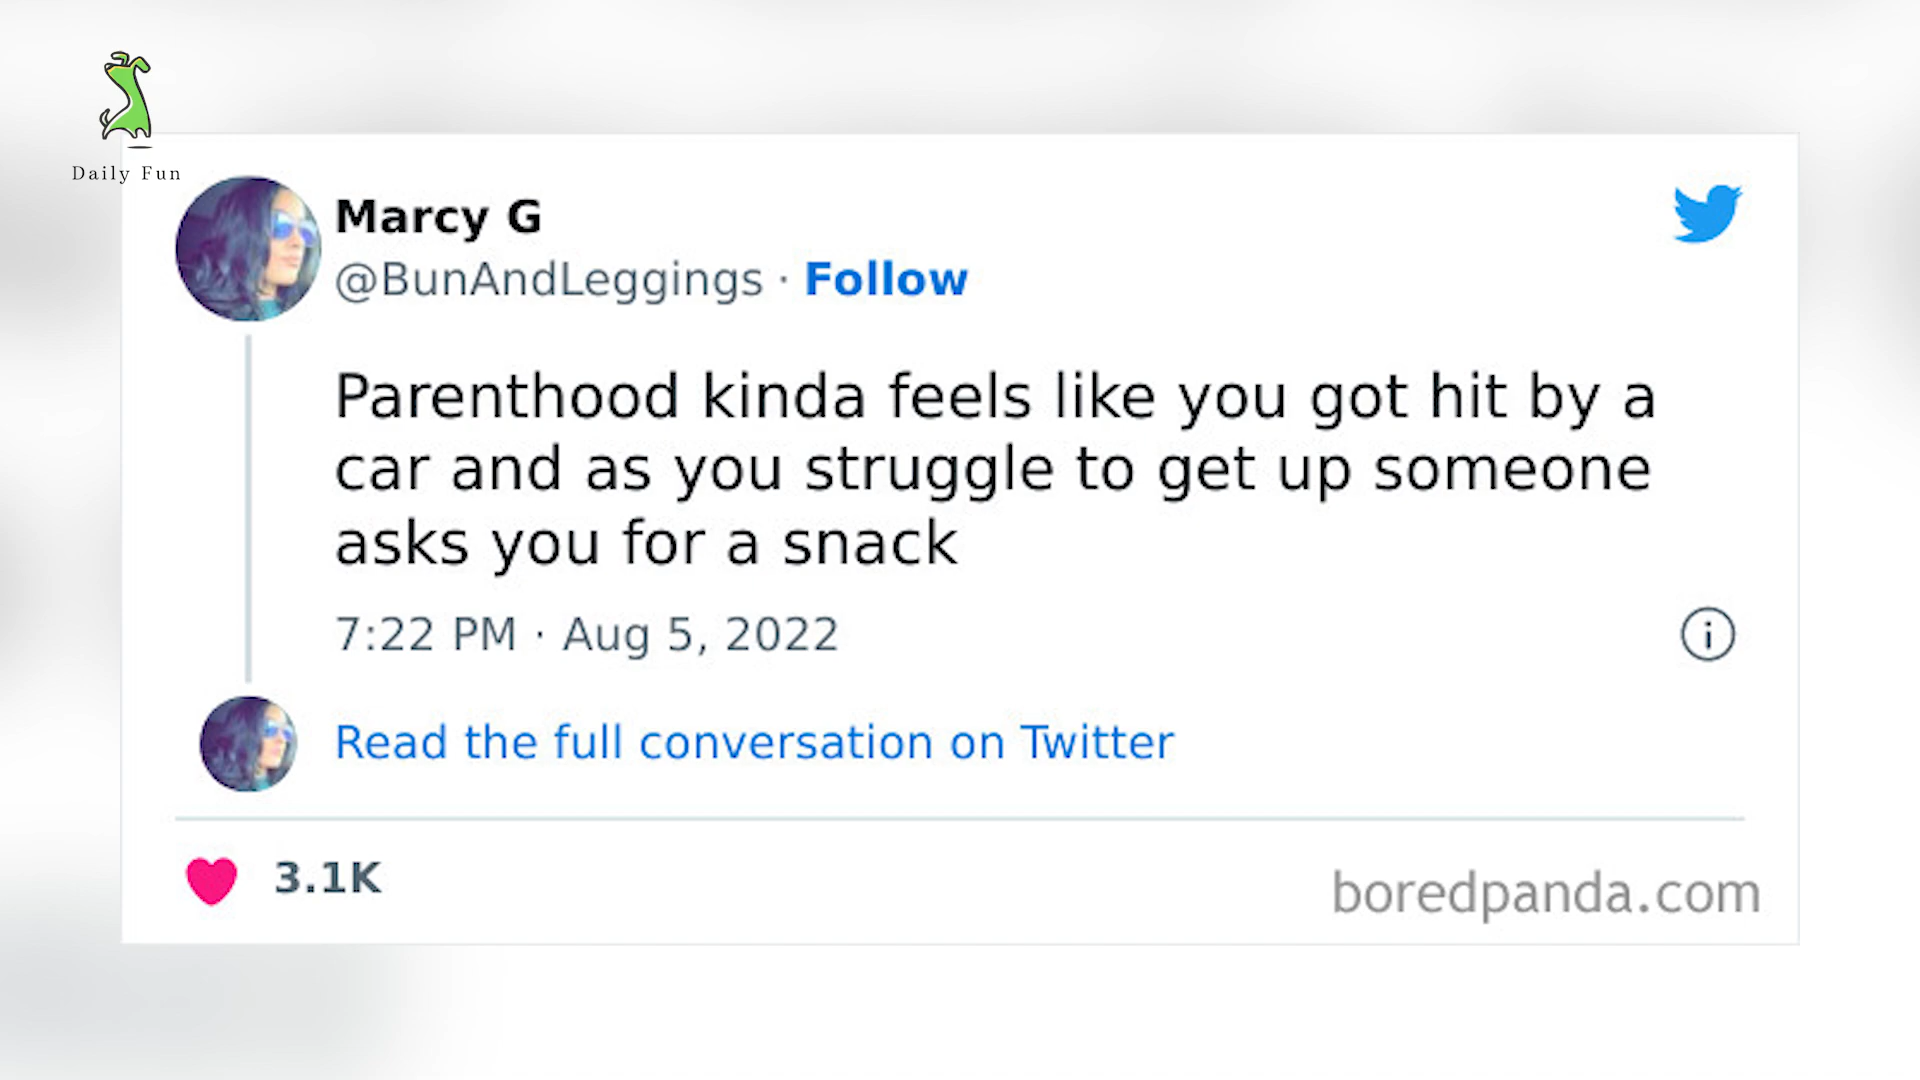 Daily Fun
Marcy G
@BunAndLeggings · Follow
Parenthood kinda feels like you got hit by a
car and as you struggle to get up someone
asks you for a snack
7:22 PM · Aug 5, 2022
Read the full conversation on Twitter
3.1K
boredpanda.com